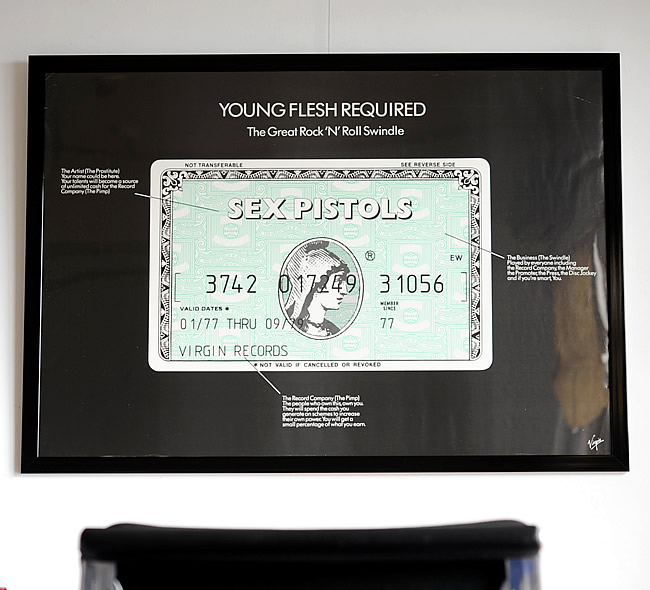 YOUNG FLESH REQUIRED
The Great Rock 'N' Roll Swindle
NOT TRANSFERABLE
SEE REVERSE SIDE
The Artist (The Prostitute)
Your name could be here.
Your talents will become a source
of unlimited cash for the Record
Company (The Pimp)
SEX PISTOLS
®
EW
The Business (The Swindle)
Played by everyone including
the Record Company, the Manager
the Promoter, the Press, the Disc Jockey
and if you're smart, You.
3742 017249 31056
VALID DATES *
MEMBER
SINCE
01/77 THRU 09/79
77
VIRGIN RECORDS
* NOT VALID IF CANCELLED OR REVOKED
The Record Company (The Pimp)
The people who own this, own you.
They will spend the cash you
generate on schemes to increase
their own power. You will get a
small percentage of what you earn.
Virgin